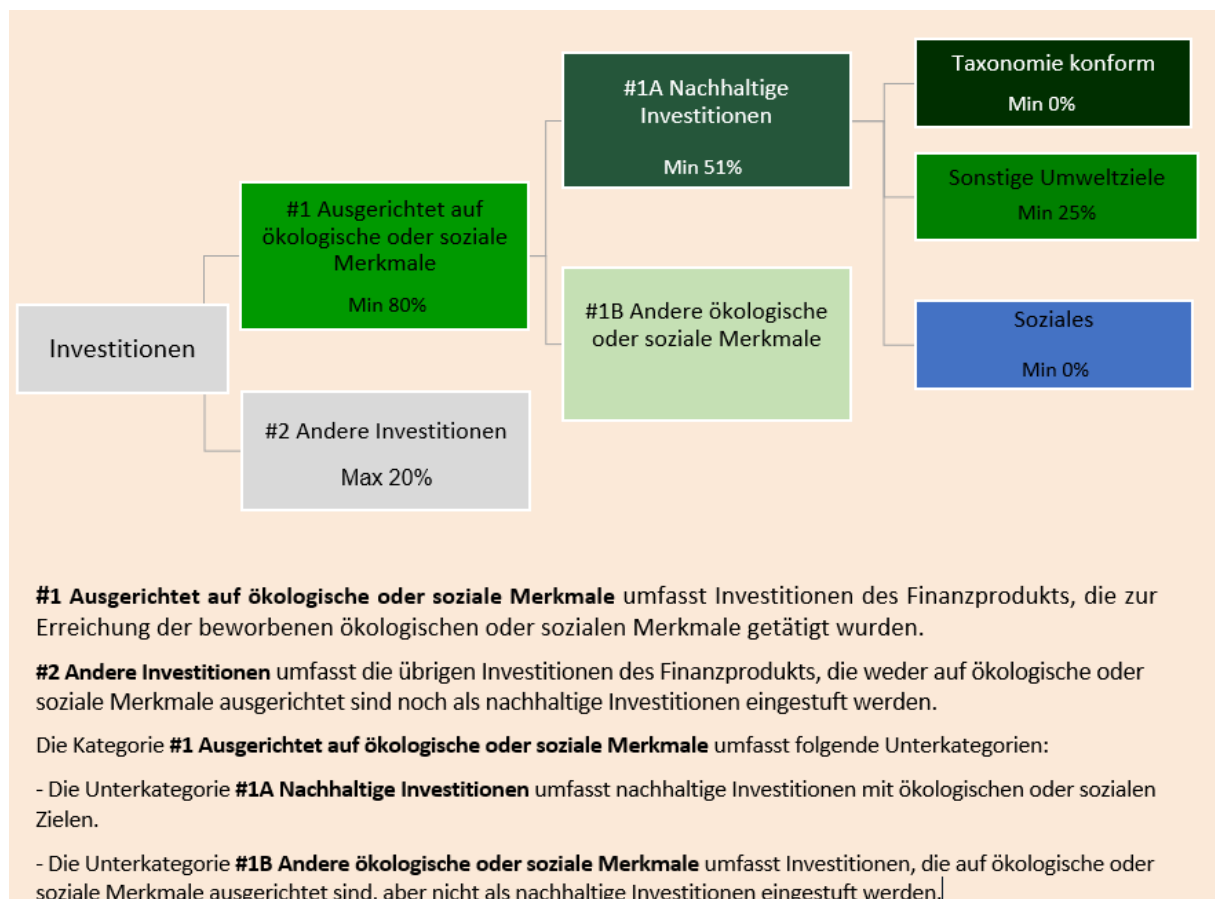 Taxonomie konform
Min 0%
#1A Nachhaltige
Investitionen
Min 51%
Sonstige Umweltziele
Min 25%
#1 Ausgerichtet auf
ökologische oder soziale
Merkmale
Min 80%
#1B Andere ökologische
oder soziale Merkmale
Soziales
Min 0%
Investitionen
#2 Andere Investitionen
Max 20%
#1 Ausgerichtet auf ökologische oder soziale Merkmale umfasst Investitionen des Finanzprodukts, die zur
Erreichung der beworbenen ökologischen oder sozialen Merkmale getätigt wurden.
#2 Andere Investitionen umfasst die übrigen Investitionen des Finanzprodukts, die weder auf ökologische oder
soziale Merkmale ausgerichtet sind noch als nachhaltige Investitionen eingestuft werden.
Die Kategorie #1 Ausgerichtet auf ökologische oder soziale Merkmale umfasst folgende Unterkategorien:
- Die Unterkategorie #1A Nachhaltige Investitionen umfasst nachhaltige Investitionen mit ökologischen oder sozialen
Zielen.
- Die Unterkategorie #1B Andere ökologische oder soziale Merkmale umfasst Investitionen, die auf ökologische oder
soziale Merkmale ausgerichtet sind, aber nicht als nachhaltige Investitionen eingestuft werden.